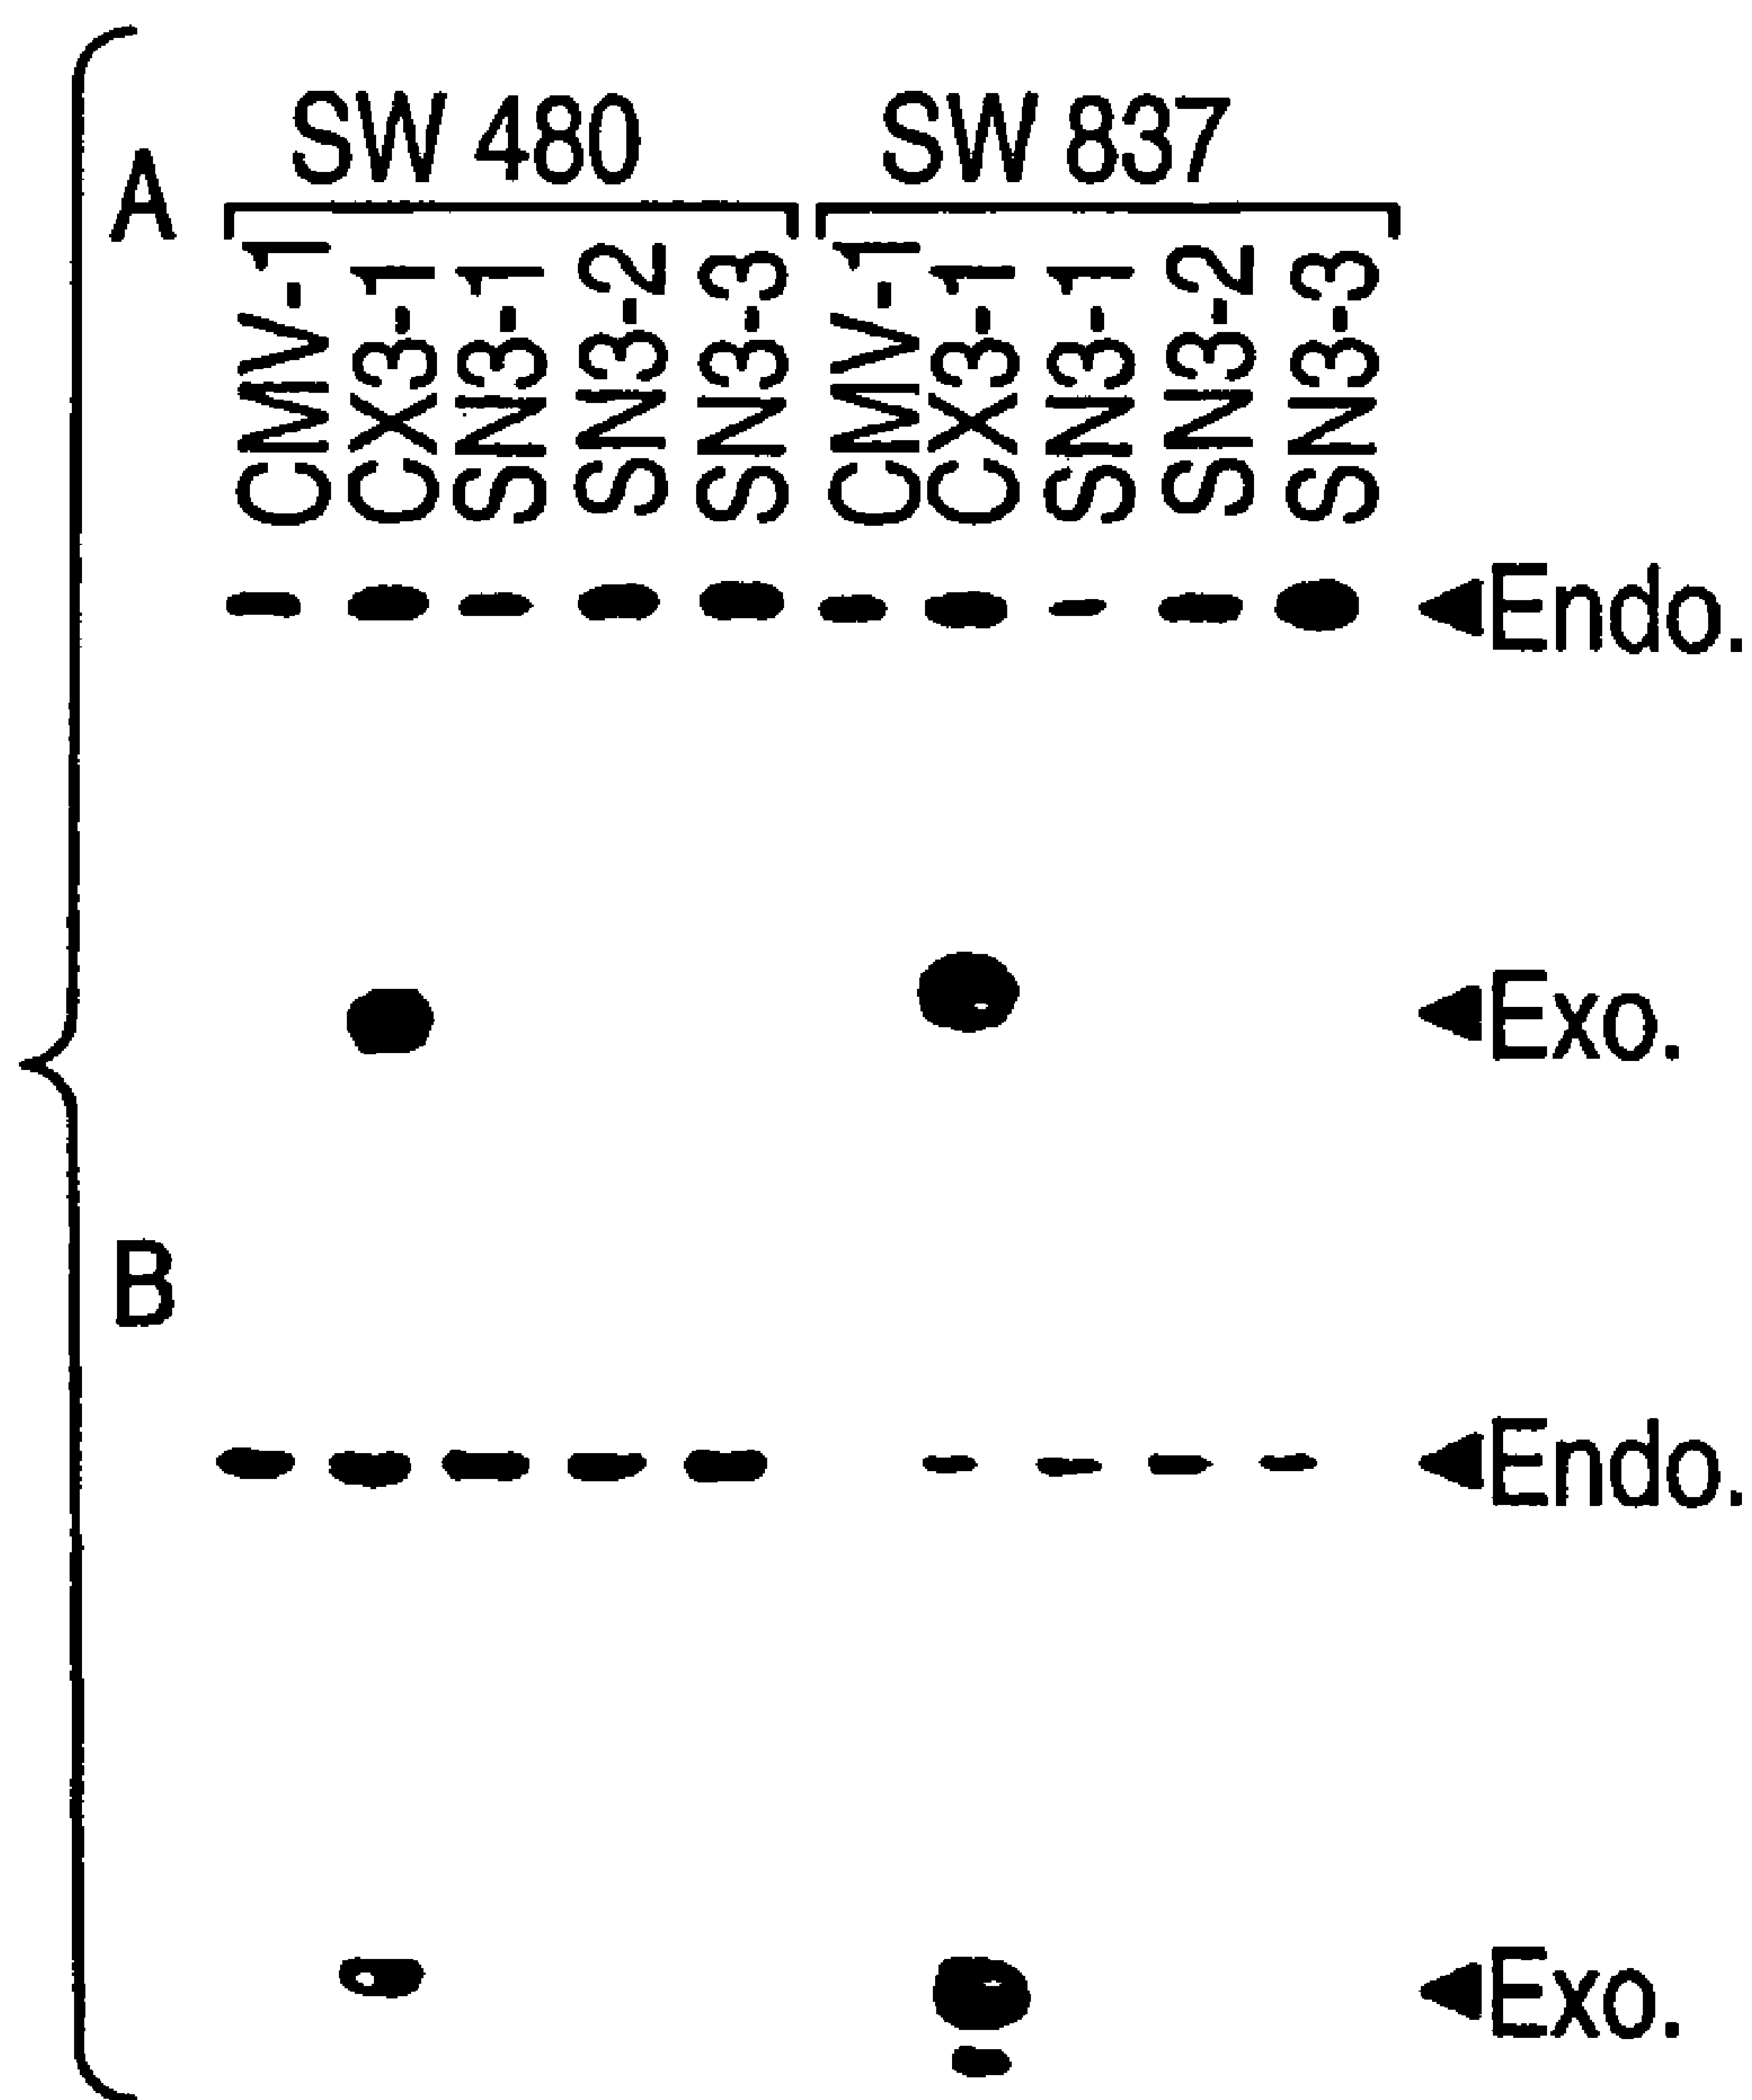 A
SW 480 SW 837
CMV-1 CX3-1 SN3-1 SN3-2 SN3-3 CMV-1 CX3-1 SN3-1 SN3-2 SN3-3
Endo.
Exo.
B
Endo.
Exo.